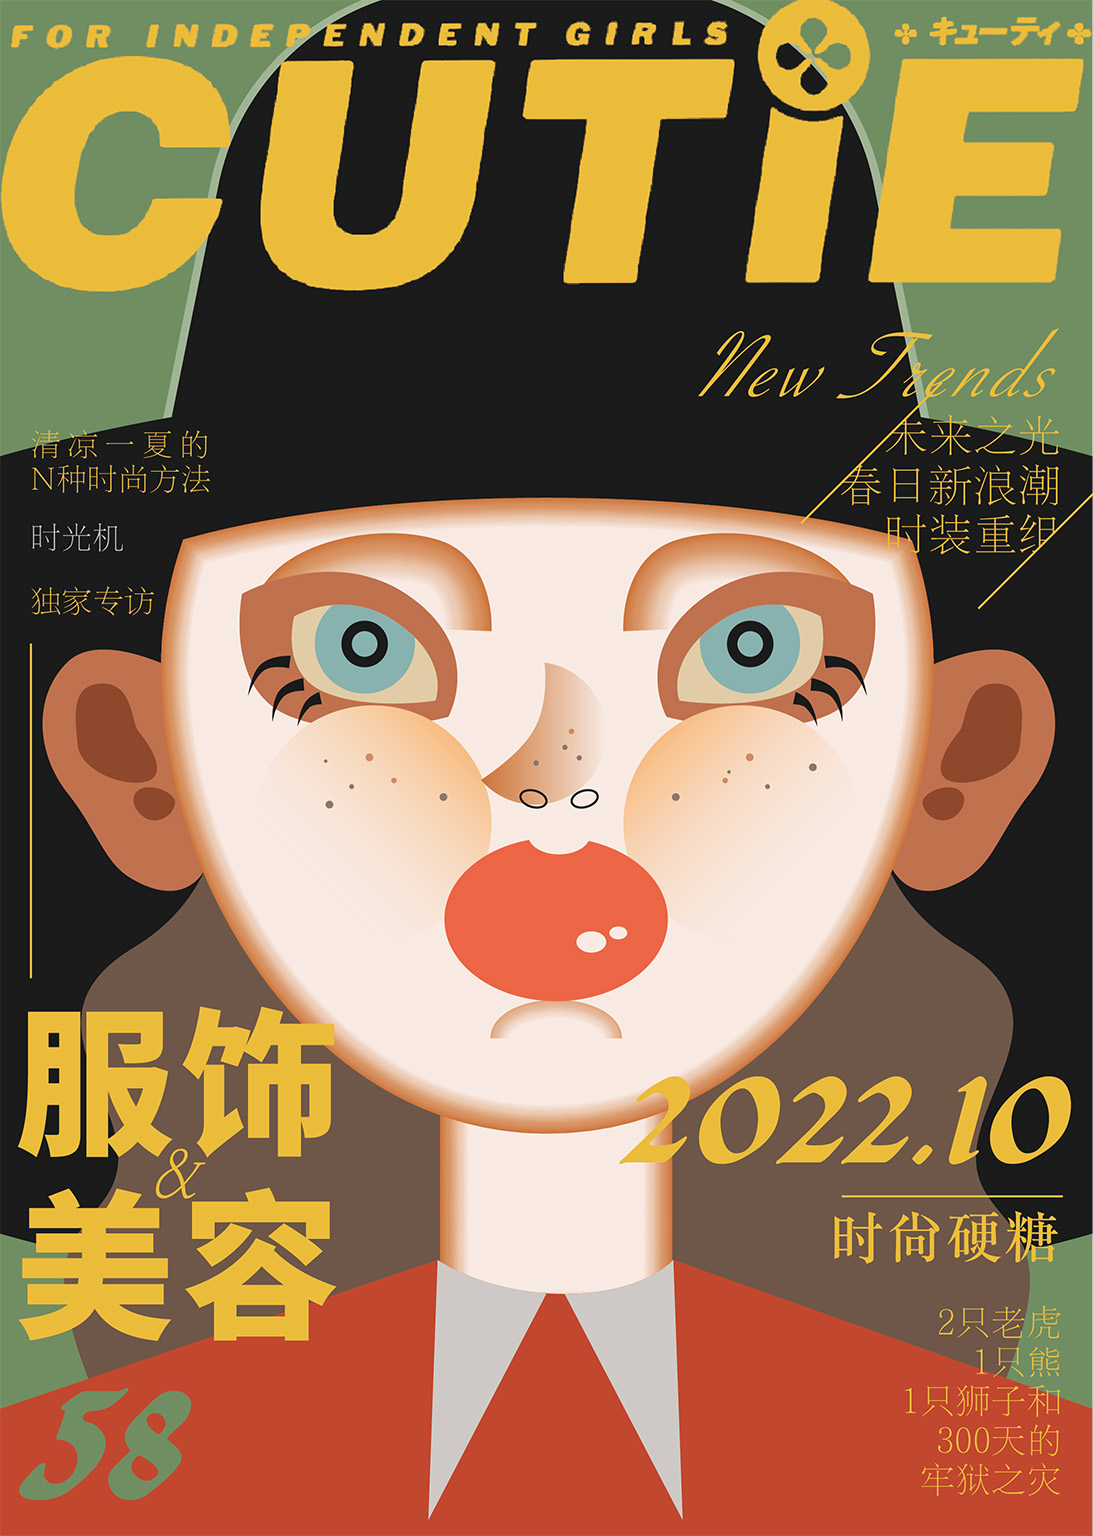 FOR INDEPENDENT GIRLS
キューティ
CUTiE
New Trends
未来之光
春日新浪潮
时装重组
清凉一夏的
N种时尚方法
时光机
独家专访
服饰
&
美容
58
2022.10
时尚硬糖
2只老虎
1只熊
1只狮子和
300天的
牢狱之灾